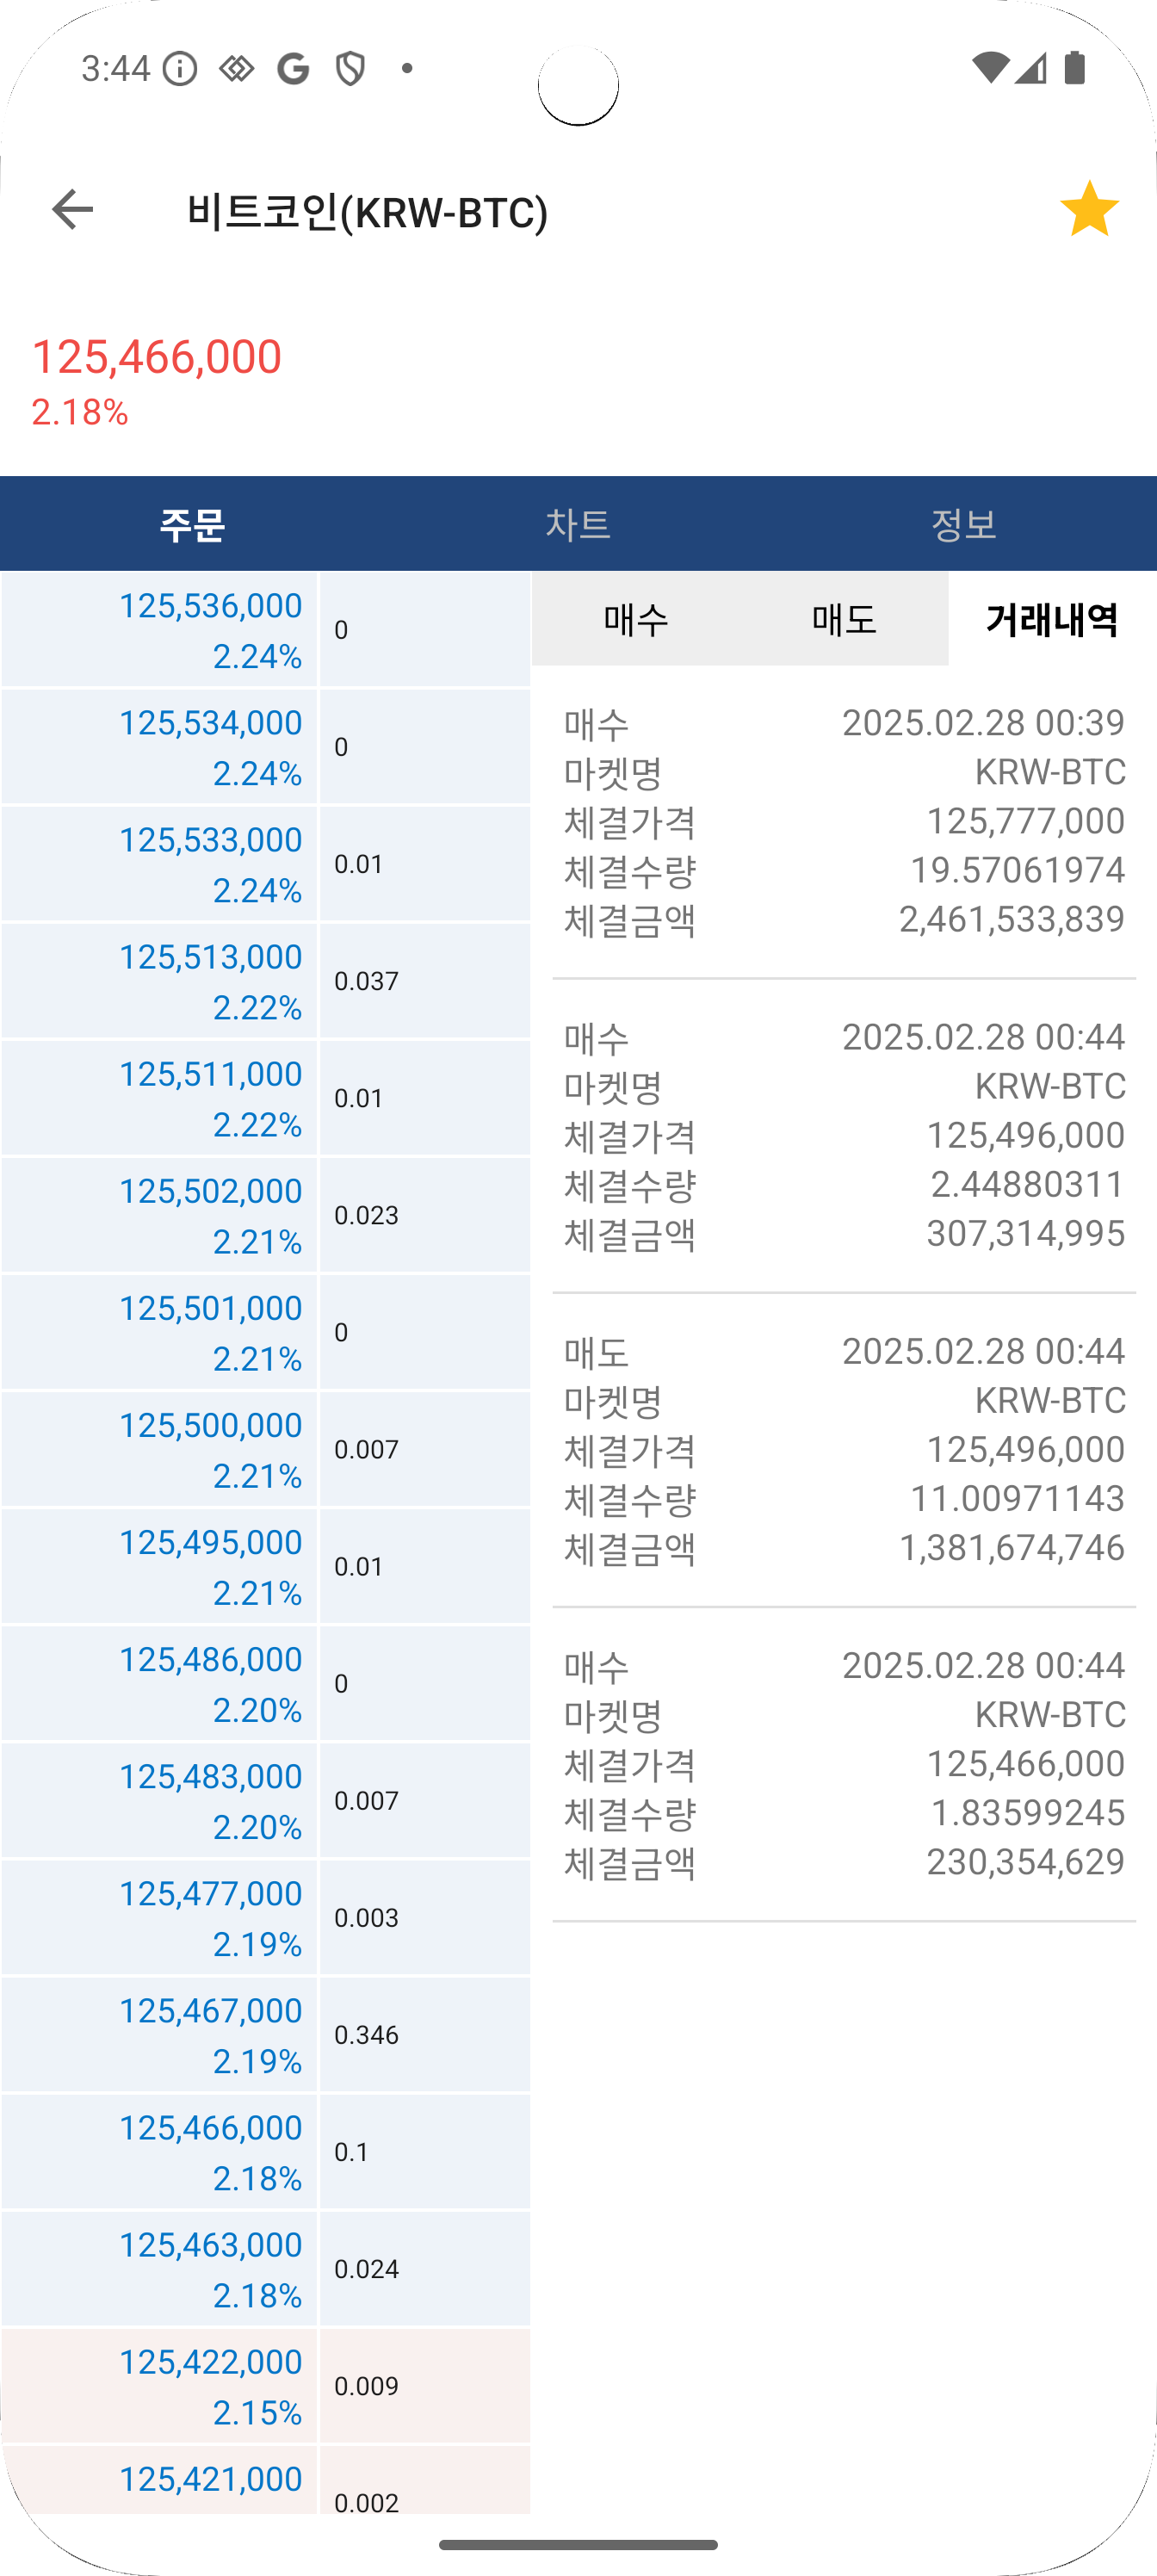 3:44
비트코인(KRW-BTC)
125,466,000
2.18%
주문 차트 정보
125,536,000
2.24%
0
125,534,000
2.24%
0
125,533,000
2.24%
0.01
125,513,000
2.22%
0.037
125,511,000
2.22%
0.01
125,502,000
2.21%
0.023
125,501,000
2.21%
0
125,500,000
2.21%
0.007
125,495,000
2.21%
0.01
125,486,000
2.20%
0
125,483,000
2.20%
0.007
125,477,000
2.19%
0.003
125,467,000
2.19%
0.346
125,466,000
2.18%
0.1
125,463,000
2.18%
0.024
125,422,000
2.15%
0.009
125,421,000
0.002
매수 매도 거래내역
매수 2025.02.28 00:39
마켓명 KRW-BTC
체결가격 125,777,000
체결수량 19.57061974
체결금액 2,461,533,839
매수 2025.02.28 00:44
마켓명 KRW-BTC
체결가격 125,496,000
체결수량 2.44880311
체결금액 307,314,995
매도 2025.02.28 00:44
마켓명 KRW-BTC
체결가격 125,496,000
체결수량 11.00971143
체결금액 1,381,674,746
매수 2025.02.28 00:44
마켓명 KRW-BTC
체결가격 125,466,000
체결수량 1.83599245
체결금액 230,354,629